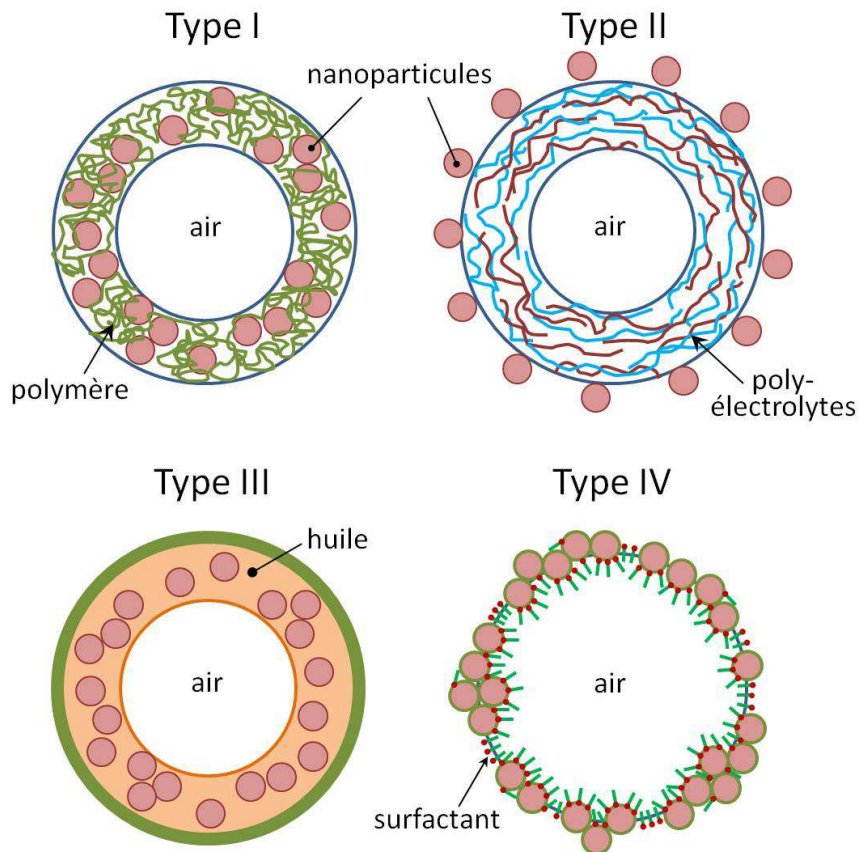 Type I
Type II
nanoparticules
air
air
polymère
poly-
électrolytes
Type III
Type IV
huile
air
air
surfactant